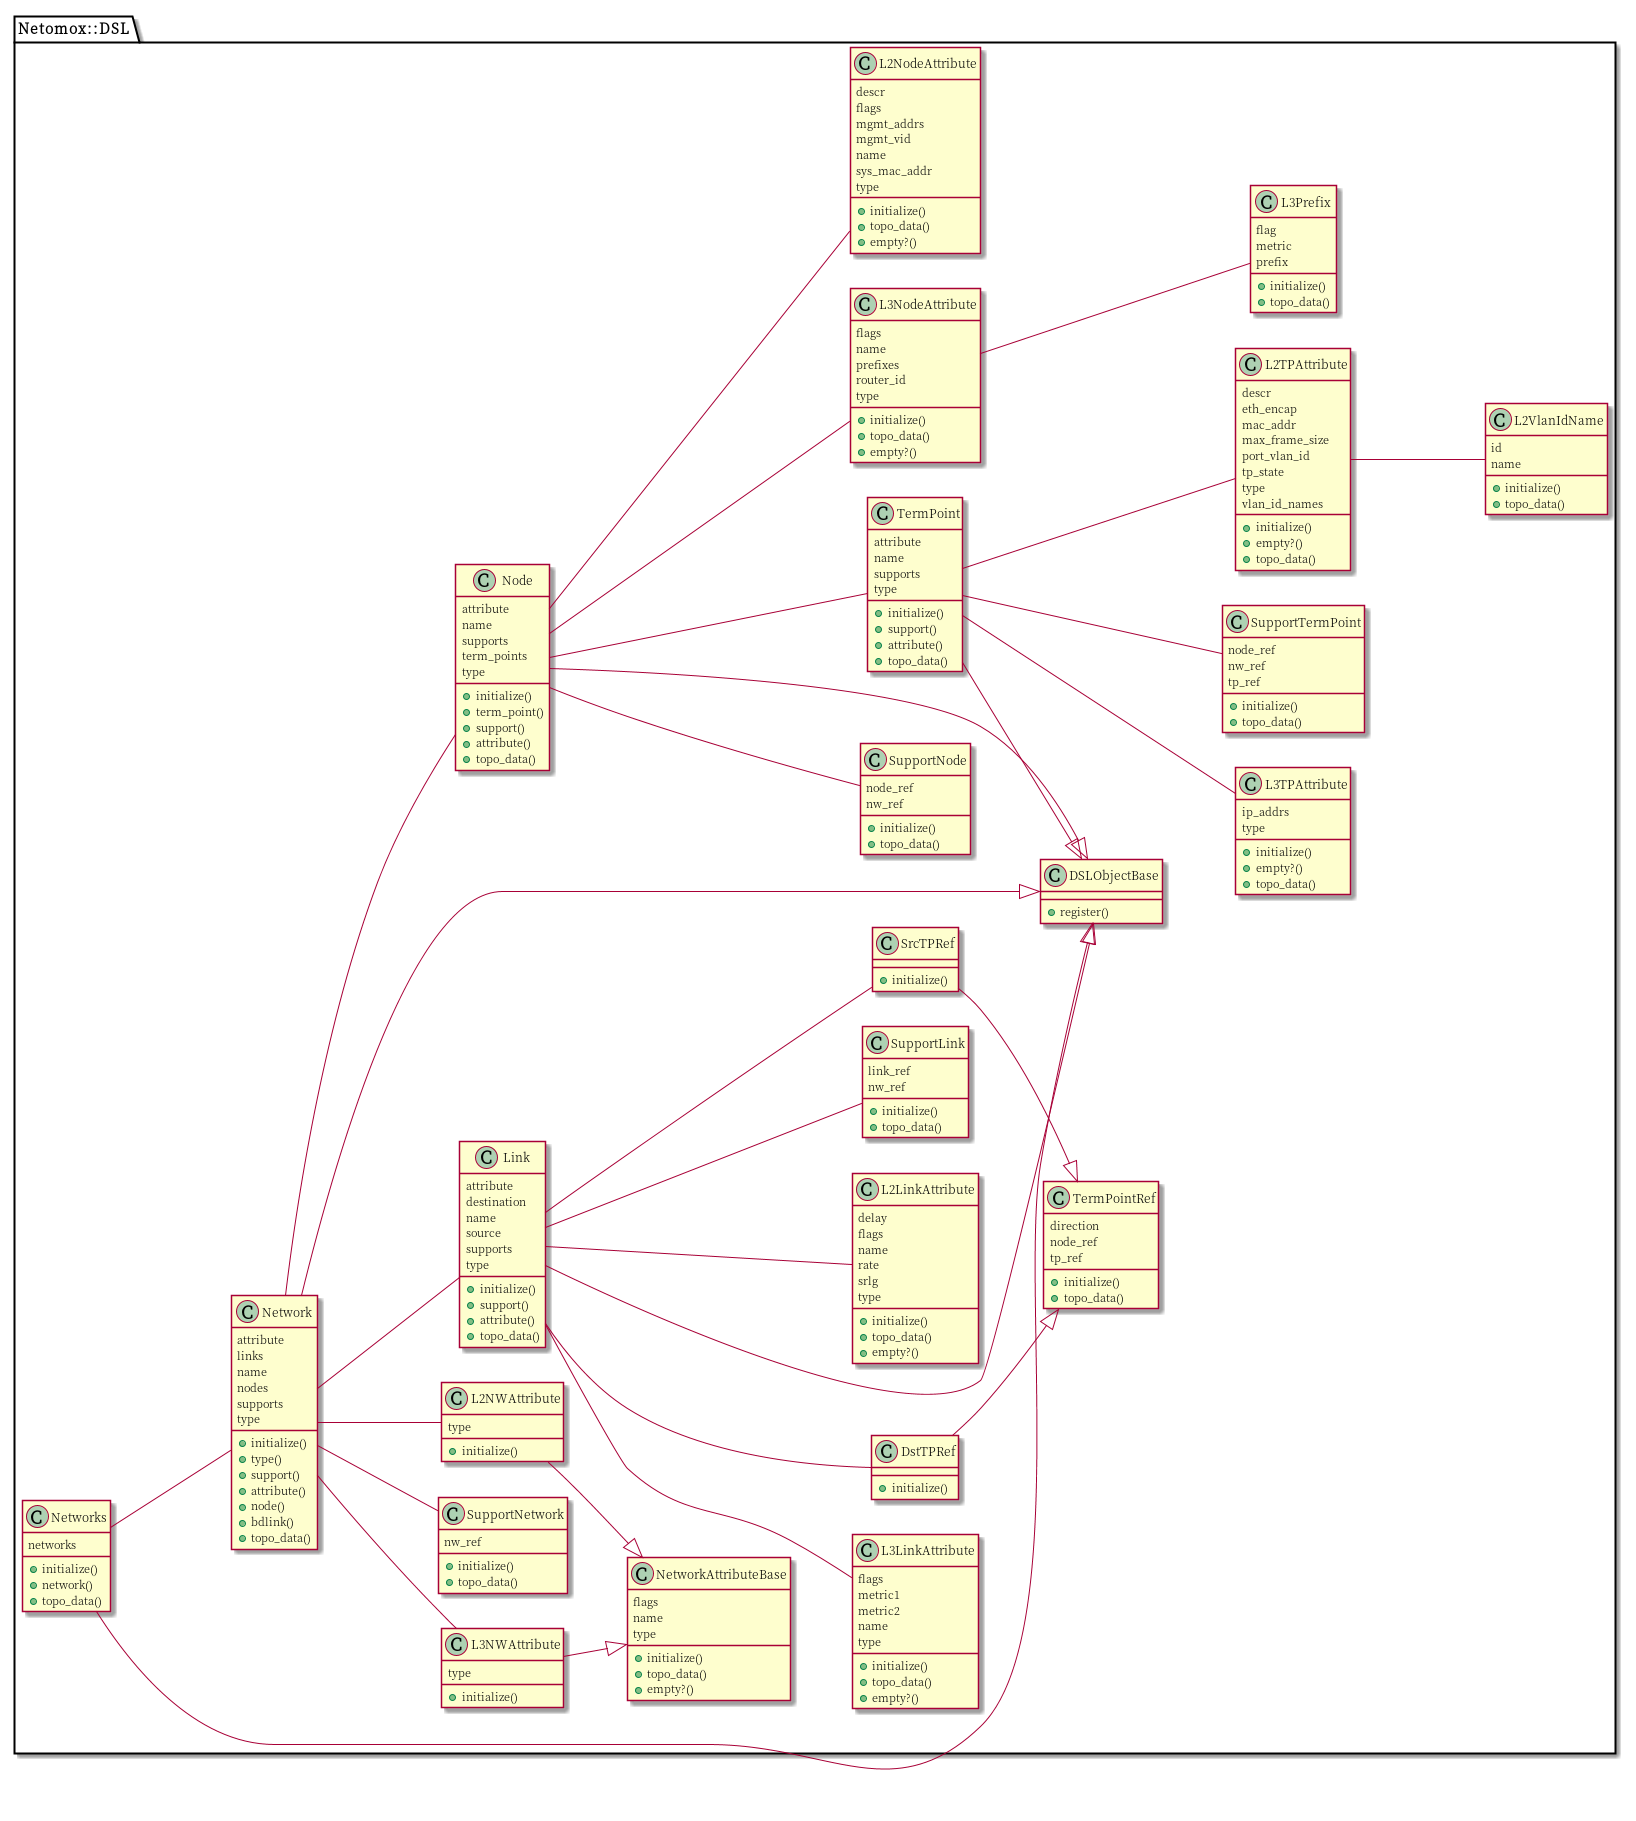 Netomox::DSL
C L2NodeAttribute
descr
flags
mgmt_addrs
mgmt_vid
name
sys_mac_addr
type
initialize()
topo_data()
empty?()
C L3Prefix
flag
metric
prefix
initialize()
topo_data()
C L3NodeAttribute
flags
name
prefixes
router_id
type
initialize()
topo_data()
empty?()
C L2TPAttribute
descr
eth_encap
mac_addr
max_frame_size
port_vlan_id
tp_state
type
vlan_id_names
initialize()
empty?()
topo_data()
C L2VlanIdName
id
name
initialize()
topo_data()
C TermPoint
attribute
name
supports
type
initialize()
support()
attribute()
topo_data()
C Node
attribute
name
supports
term_points
type
initialize()
term_point()
support()
attribute()
topo_data()
C SupportTermPoint
node_ref
nw_ref
tp_ref
initialize()
topo_data()
C SupportNode
node_ref
nw_ref
initialize()
topo_data()
C L3TPAttribute
ip_addrs
type
initialize()
empty?()
topo_data()
C DSLObjectBase
register()
C SrcTPRef
initialize()
C SupportLink
link_ref
nw_ref
initialize()
topo_data()
C Link
attribute
destination
name
source
supports
type
initialize()
support()
attribute()
topo_data()
C L2LinkAttribute
delay
flags
name
rate
srlg
type
initialize()
topo_data()
empty?()
C TermPointRef
direction
node_ref
tp_ref
initialize()
topo_data()
C Network
attribute
links
name
nodes
supports
type
initialize()
type()
support()
attribute()
node()
bdlink()
topo_data()
C L2NWAttribute
type
initialize()
C DstTPRef
initialize()
C Networks
networks
initialize()
network()
topo_data()
C SupportNetwork
nw_ref
initialize()
topo_data()
C NetworkAttributeBase
flags
name
type
initialize()
topo_data()
empty?()
C L3LinkAttribute
flags
metric1
metric2
name
type
initialize()
topo_data()
empty?()
C L3NWAttribute
type
initialize()